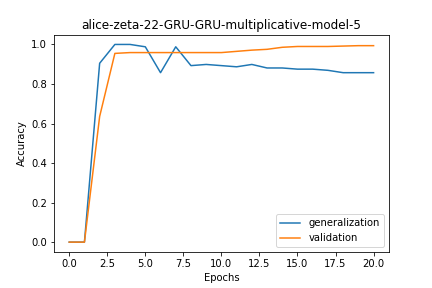 alice-zeta-22-GRU-GRU-multiplicative-model-5
Accuracy
1.0
0.8
0.6
0.4
0.2
0.0
0.0 2.5 5.0 7.5 10.0 12.5 15.0 17.5 20.0
Epochs
generalization
validation